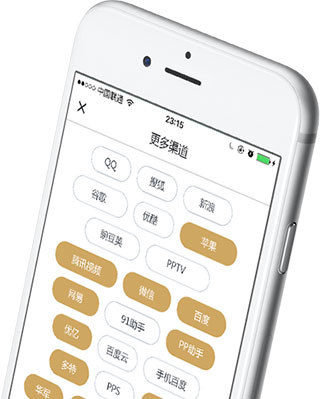 中国联通
23:15
更多渠道
QQ 搜狐 新浪
谷歌 优酷 苹果
豌豆荚 PPTV
腾讯视频 微信 百度
网易 91助手 PP助手
优亿 百度云 手机百度
多特 PPS
华军